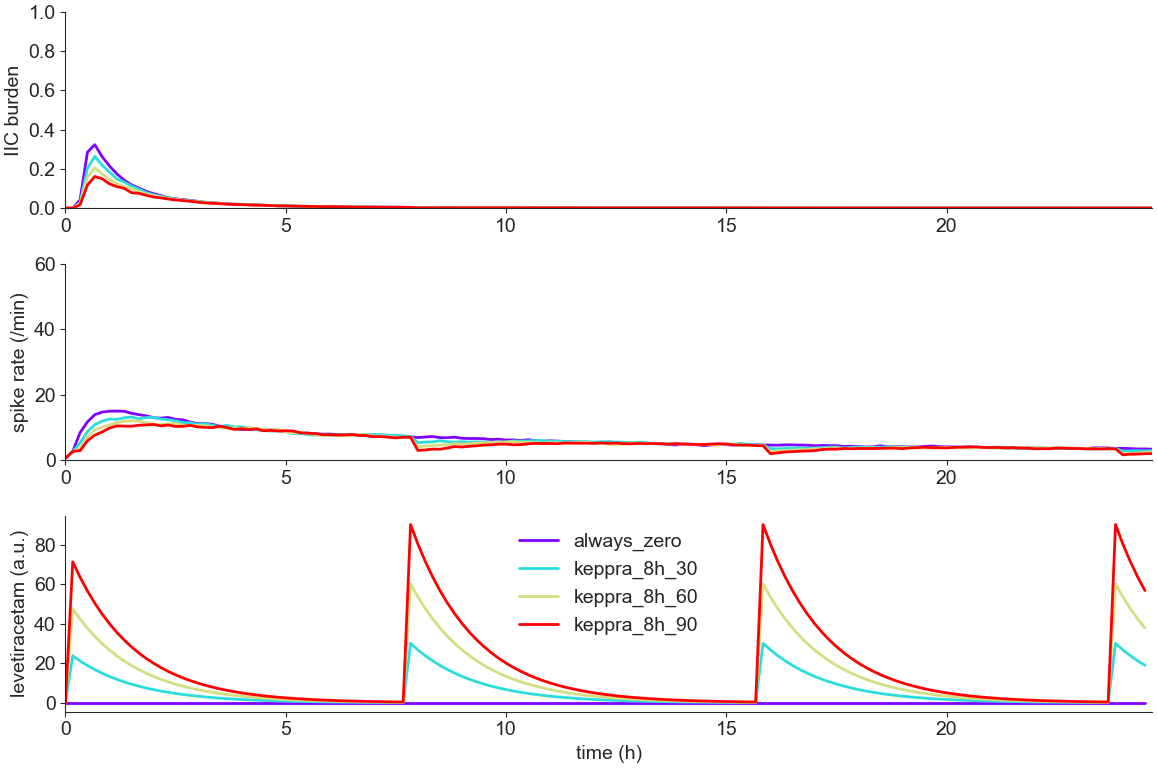 1.0
0.8
0.6
0.4
0.2
0.0
IIC burden
0 5 10 15 20
60
40
20
0
spike rate (/min)
0 5 10 15 20
80
60
40
20
0
levetiracetam (a.u.)
always_zero
keppra_8h_30
keppra_8h_60
keppra_8h_90
0 5 10 15 20
time (h)